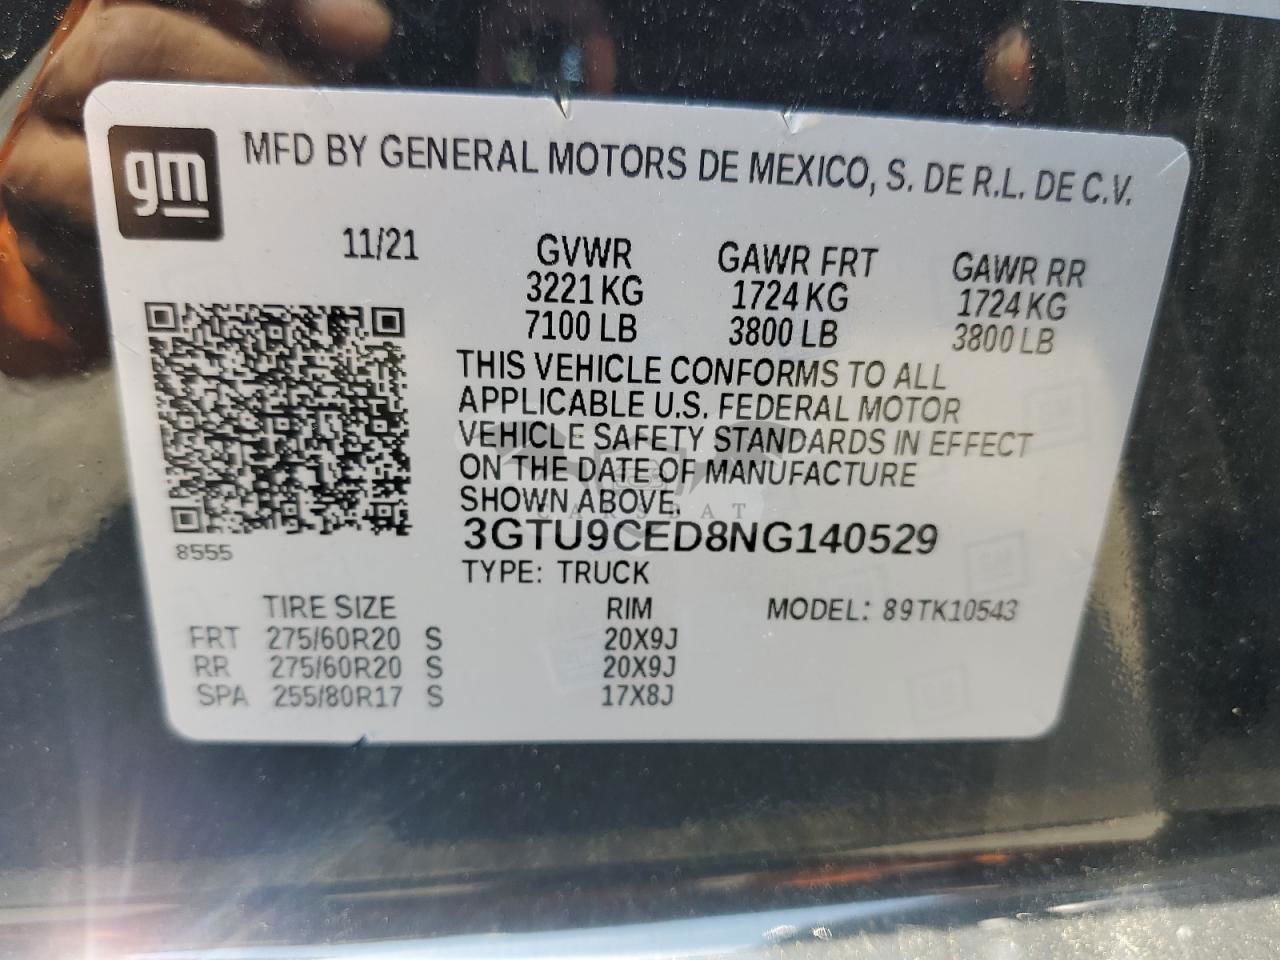 gm
MFD BY GENERAL MOTORS DE MEXICO, S. DE R.L. DE C.V.
11/21 GVWR GAWR FRT GAWR RR
3221 KG 1724 KG 1724 KG
7100 LB 3800 LB 3800 LB
THIS VEHICLE CONFORMS TO ALL
APPLICABLE U.S. FEDERAL MOTOR
VEHICLE SAFETY STANDARDS IN EFFECT
ON THE DATE OF MANUFACTURE
SHOWN ABOVE.
3GTU9CED8NG140529
8555
TYPE: TRUCK
TIRE SIZE RIM MODEL: 89TK10543
FRT 275/60R20 S 20X9J
RR 275/60R20 S 20X9J
SPA 255/80R17 S 17X8J